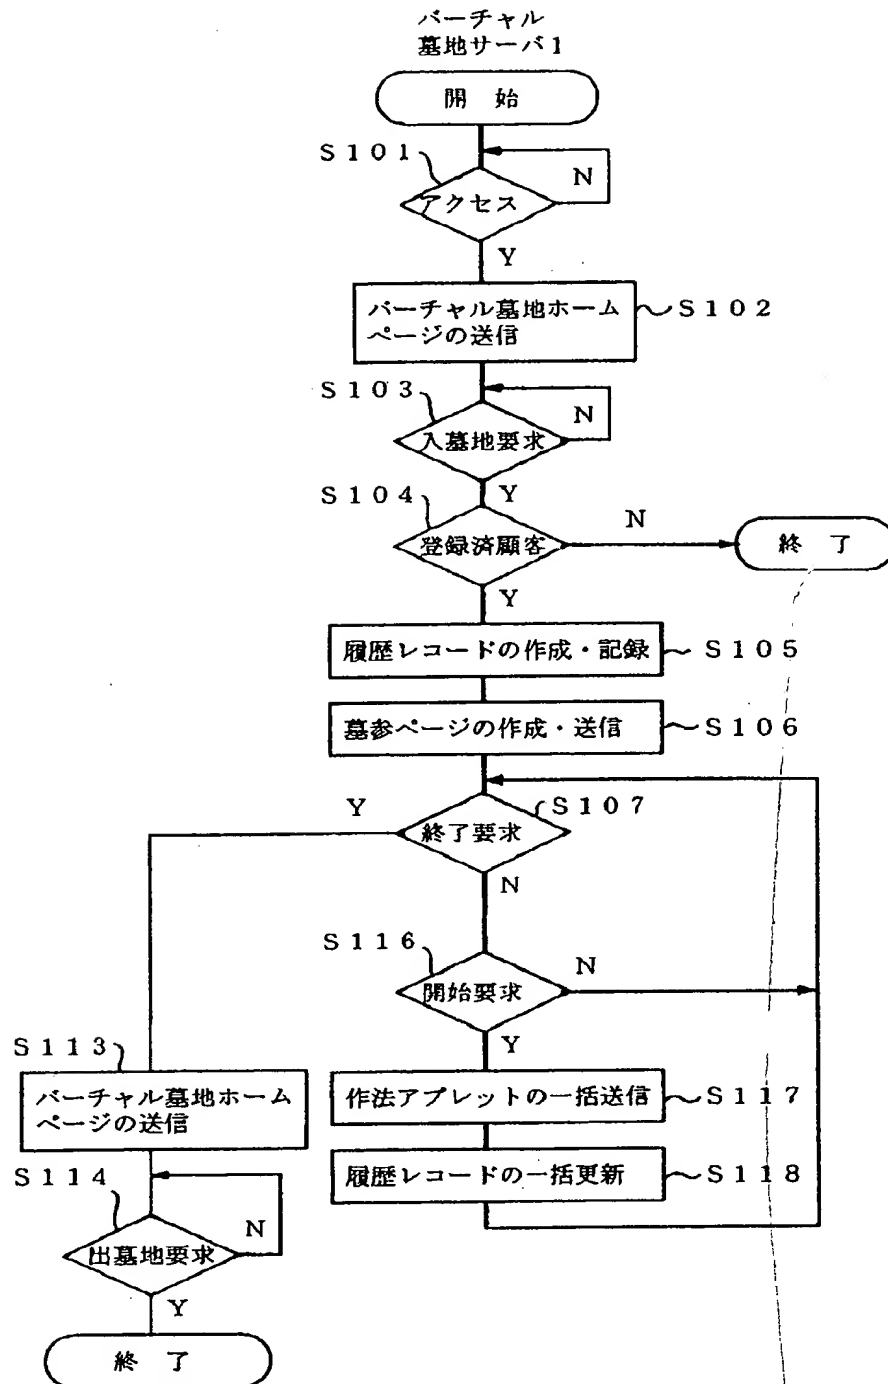 バーチャル
墓地サーバ1
開 始
S101
N
アクセス
Y
バーチャル墓地ホーム
ページの送信
S102
S103
N
入墓地要求
Y
S104
N
登録済顧客
終 了
Y
履歴レコードの作成・記録
S105
墓参ページの作成・送信
S106
Y
S107
終了要求
N
S116
N
開始要求
Y
S113
バーチャル墓地ホーム
ページの送信
作法アプレットの一括送信
S117
S114
履歴レコードの一括更新
S118
N
出墓地要求
Y
終 了